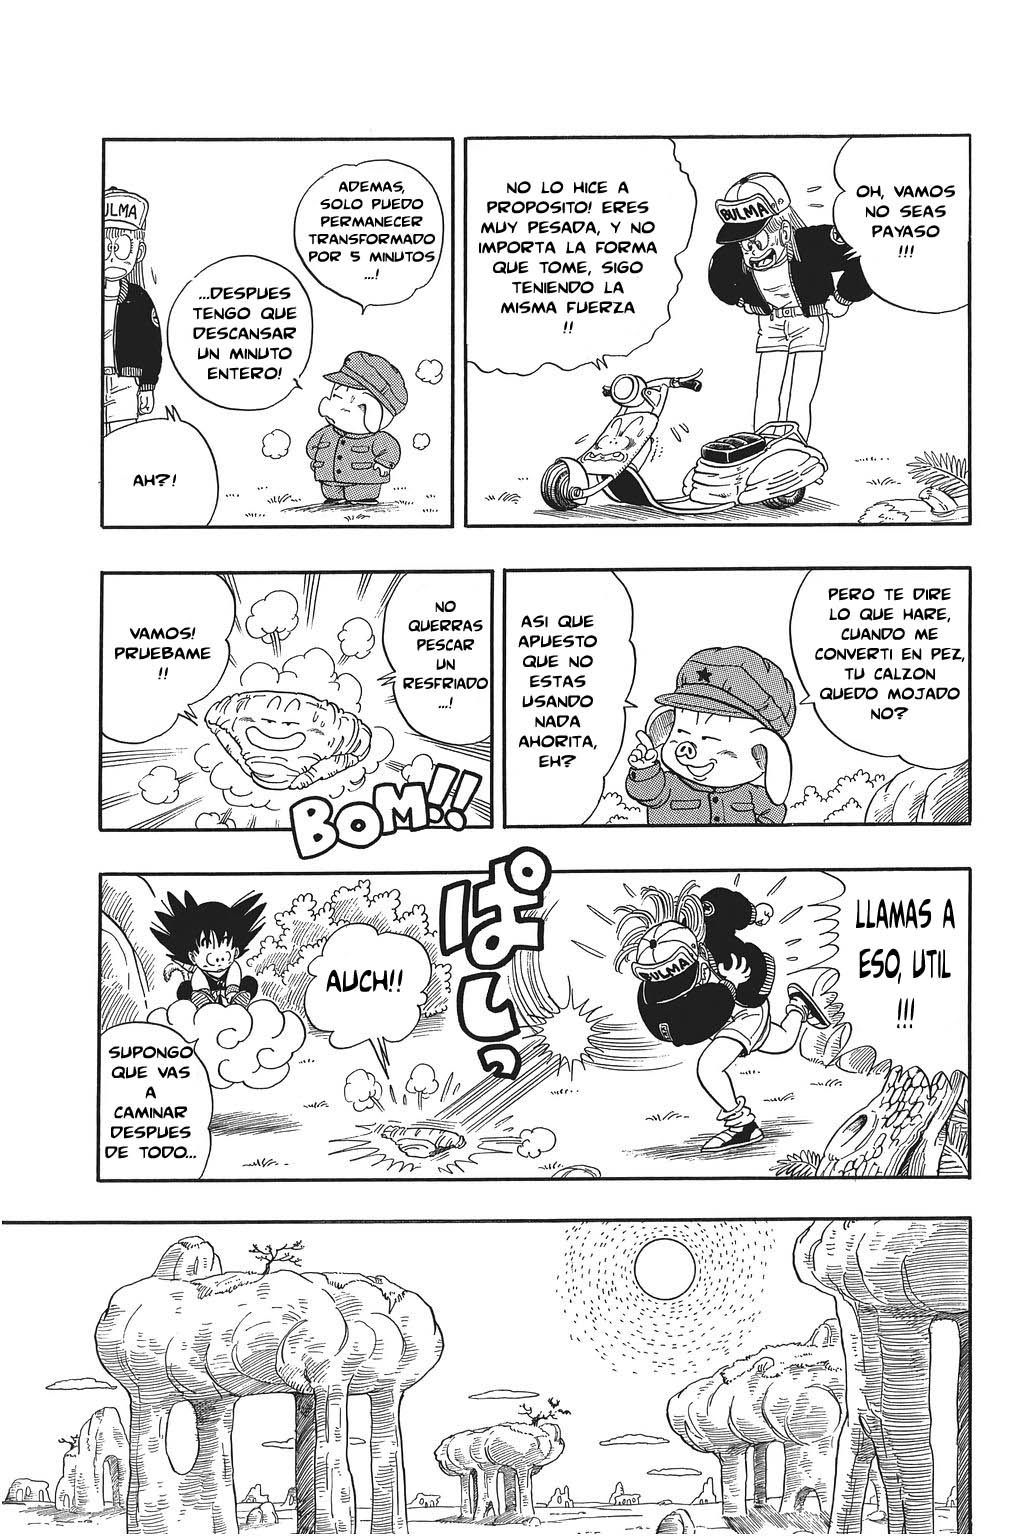 OH, VAMOS
NO SEAS
PAYASO
!!!
BULMA
NO LO HICE A
PROPOSITO! ERES
MUY PESADA, Y NO
IMPORTA LA FORMA
QUE TOME, SIGO
TENIENDO LA
MISMA FUERZA
!!
ADEMAS,
SOLO PUEDO
PERMANECER
TRANSFORMADO
POR 5 MINUTOS
...!
...DESPUES
TENGO QUE
DESCANSAR
UN MINUTO
ENTERO!
ULMA
AH?!
PERO TE DIRE
LO QUE HARE,
CUANDO ME
CONVERTI EN PEZ,
TU CALZON
QUEDO MOJADO
NO?
ASI QUE
APUESTO
QUE NO
ESTAS
USANDO
NADA
AHORITA,
EH?
NO
QUERRAS
PESCAR
UN
RESFRIADO
...!
VAMOS!
PRUEBAME
!!
BOM!!
LLAMAS A
ESO, UTIL
!!!
BULMA
ぱしっ
AUCH!!
SUPONGO
QUE VAS
A
CAMINAR
DESPUES
DE TODO...